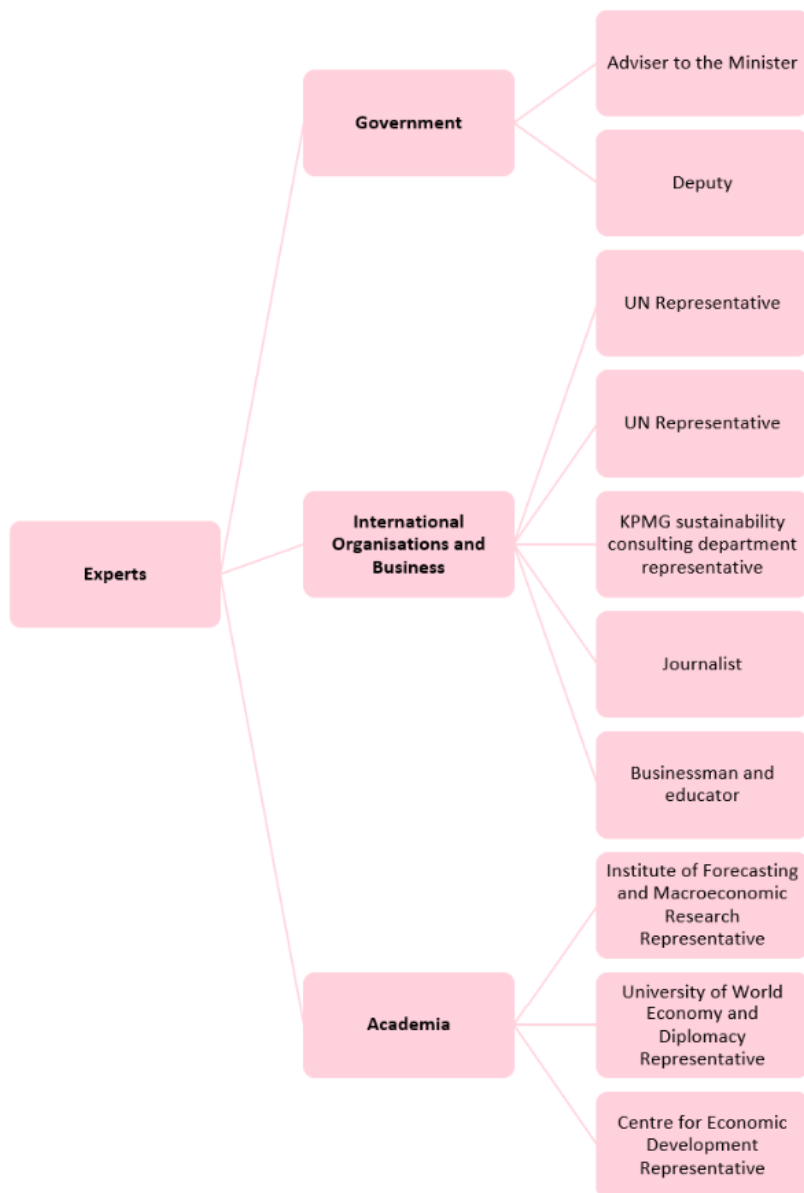 Experts
Government
Adviser to the Minister
Deputy
International
Organisations and
Business
UN Representative
UN Representative
KPMG sustainability
consulting department
representative
Journalist
Businessman and
educator
Academia
Institute of Forecasting
and Macroeconomic
Research
Representative
University of World
Economy and
Diplomacy
Representative
Centre for Economic
Development
Representative